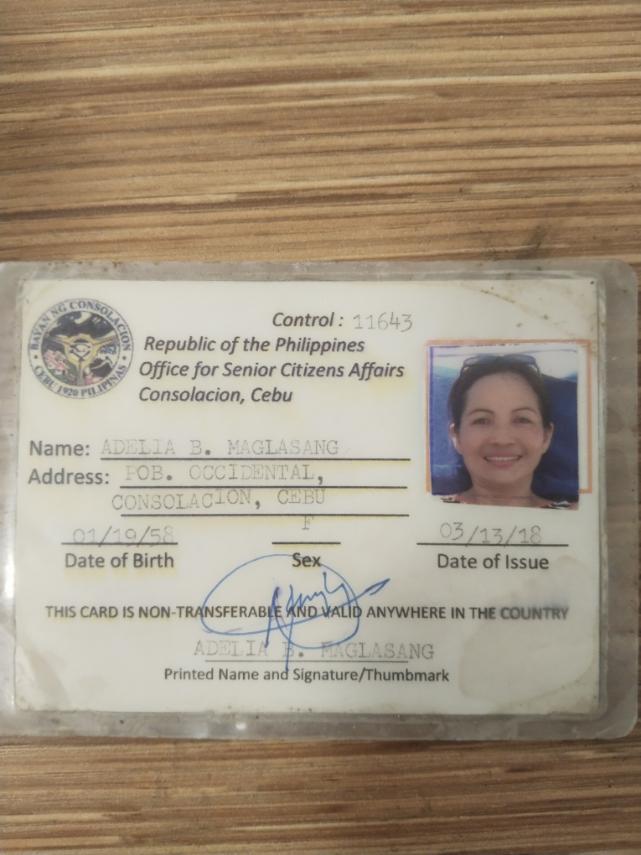 BAYAN NG CONSOLACION
CEBU 1920 PILIPINAS
Control : 11643
Republic of the Philippines
Office for Senior Citizens Affairs
Consolacion, Cebu
Name: ADELIA B. MAGLASANG
Address: POB. OCCIDENTAL,
CONSOLACION, CEBU
01/19/58 F 03/13/18
Date of Birth Sex Date of Issue
THIS CARD IS NON-TRANSFERABLE AND VALID ANYWHERE IN THE COUNTRY
ADELIA B. MAGLASANG
Printed Name and Signature/Thumbmark